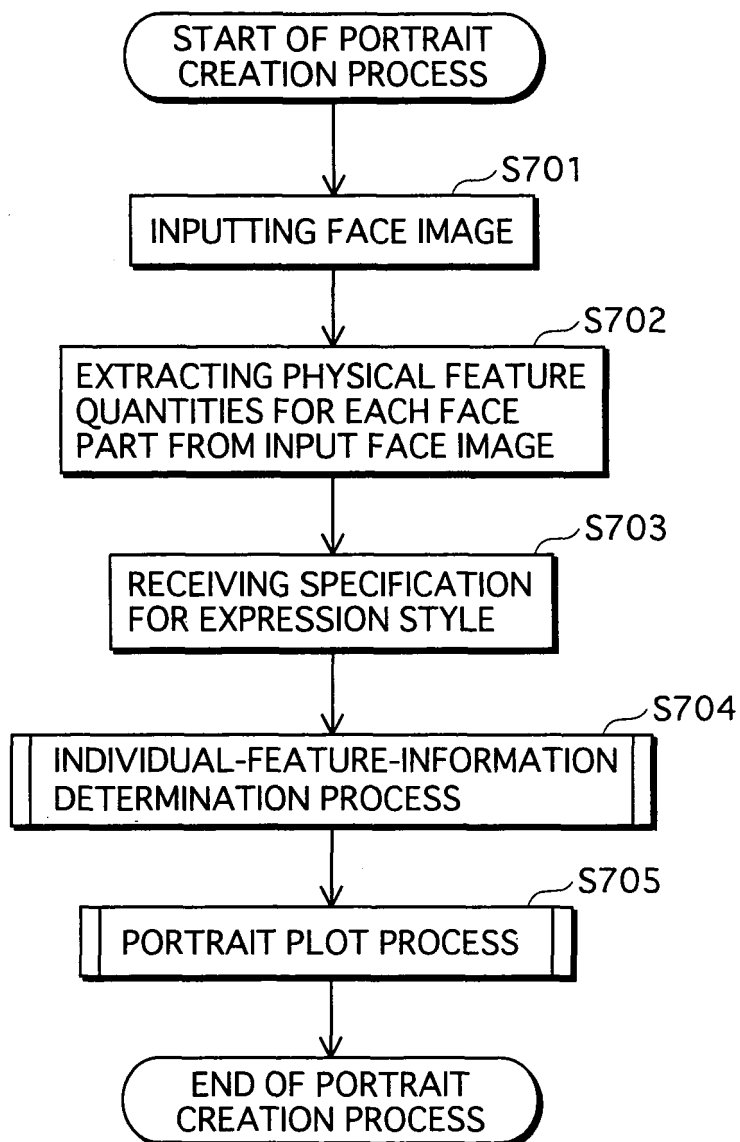 START OF PORTRAIT
CREATION PROCESS
S701
INPUTTING FACE IMAGE
S702
EXTRACTING PHYSICAL FEATURE
QUANTITIES FOR EACH FACE
PART FROM INPUT FACE IMAGE
S703
RECEIVING SPECIFICATION
FOR EXPRESSION STYLE
S704
INDIVIDUAL-FEATURE-INFORMATION
DETERMINATION PROCESS
S705
PORTRAIT PLOT PROCESS
END OF PORTRAIT
CREATION PROCESS